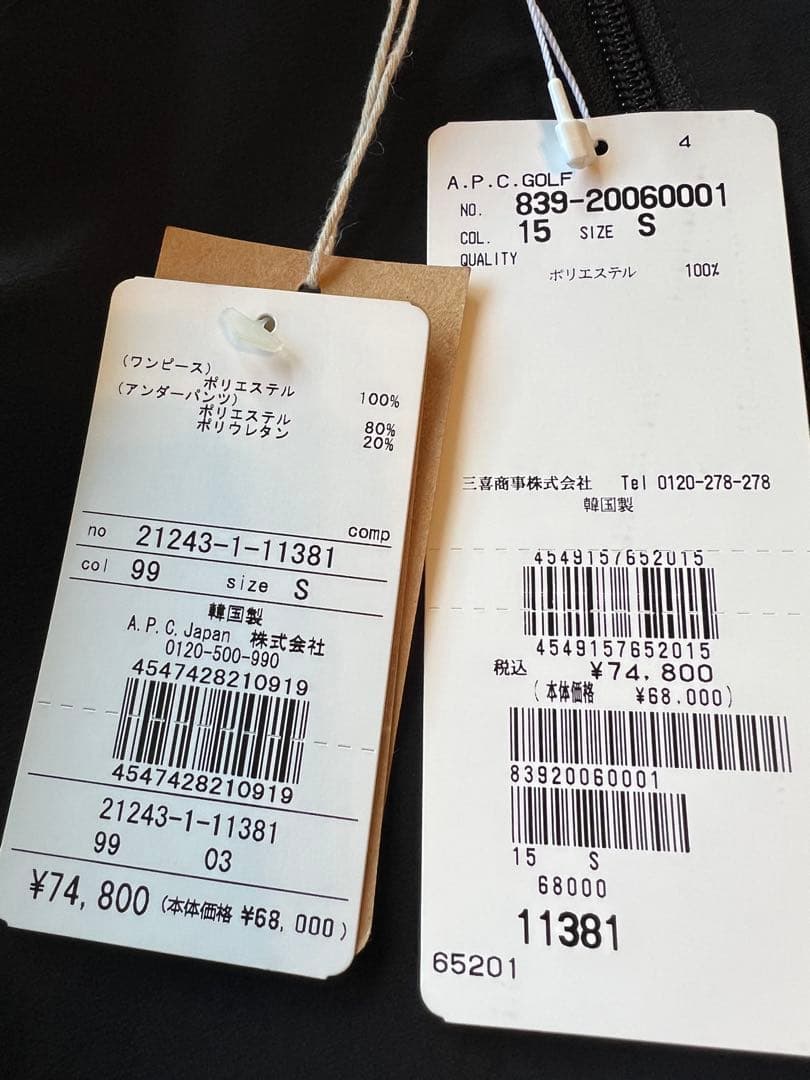 (ワンピース)
ポリエステル 100%
(アンダーパンツ)
ポリエステル 80%
ポリウレタン 20%
comp
no 21243-1-11381
col 99 size S
韓国製
A.P.C.Japan 株式会社
0120-500-990
4547428210919
4547428210919
21243-1-11381
99 03
¥74,800 (本体価格 ¥68,000)
4
A.P.C.GOLF
NO. 839-20060001
COL. 15 SIZE S
QUALITY
ポリエステル 100%
三喜商事株式会社 Tel 0120-278-278
韓国製
4549157652015
4549157652015
税込 ¥74,800
(本体価格 ¥68,000)
83920060001
15 S
68000
11381
65201